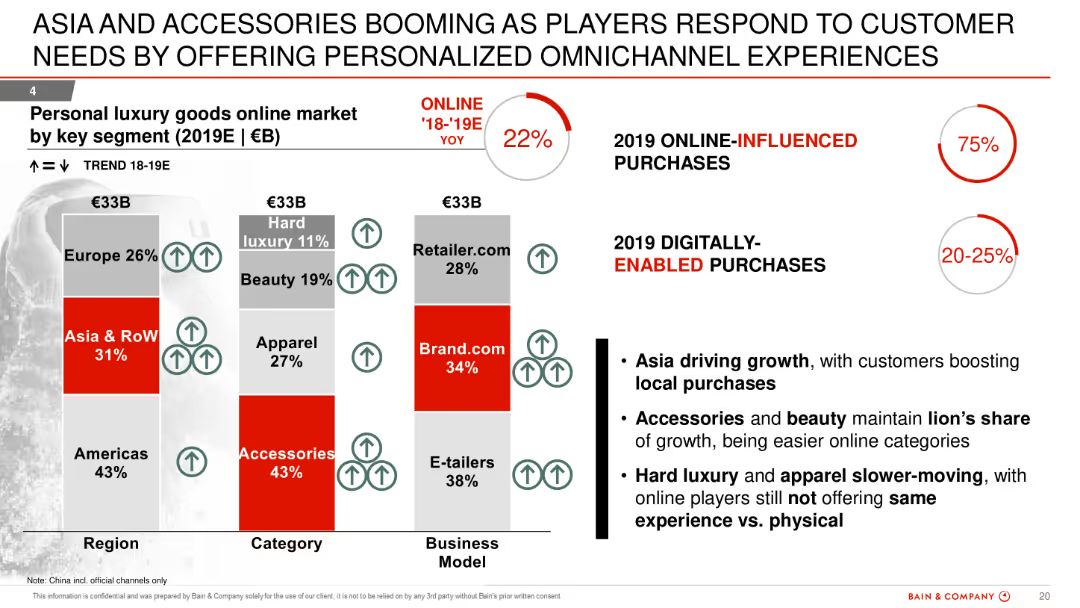 ASIA AND ACCESSORIES BOOMING AS PLAYERS RESPOND TO CUSTOMER
NEEDS BY OFFERING PERSONALIZED OMNICHANNEL EXPERIENCES
4
Personal luxury goods online market
by key segment (2019E | €B)
ONLINE
'18-'19E
YOY
22%
TREND 18-19E
€33B
Europe 26%
Asia & RoW
31%
Americas
43%
Region
€33B
Hard
luxury 11%
Beauty 19%
Apparel
27%
Accessories
43%
Category
€33B
Retailer.com
28%
Brand.com
34%
E-tailers
38%
Business
Model
2019 ONLINE-INFLUENCED
PURCHASES
75%
2019 DIGITALLY-
ENABLED PURCHASES
20-25%
• Asia driving growth, with customers boosting
local purchases
• Accessories and beauty maintain lion's share
of growth, being easier online categories
• Hard luxury and apparel slower-moving, with
online players still not offering same
experience vs. physical
Note: China incl. official channels only
This information is confidential and was prepared by Bain & Company solely for the use of our client; it is not to be relied on by any 3rd party without Bain's prior written consent
BAIN & COMPANY
20